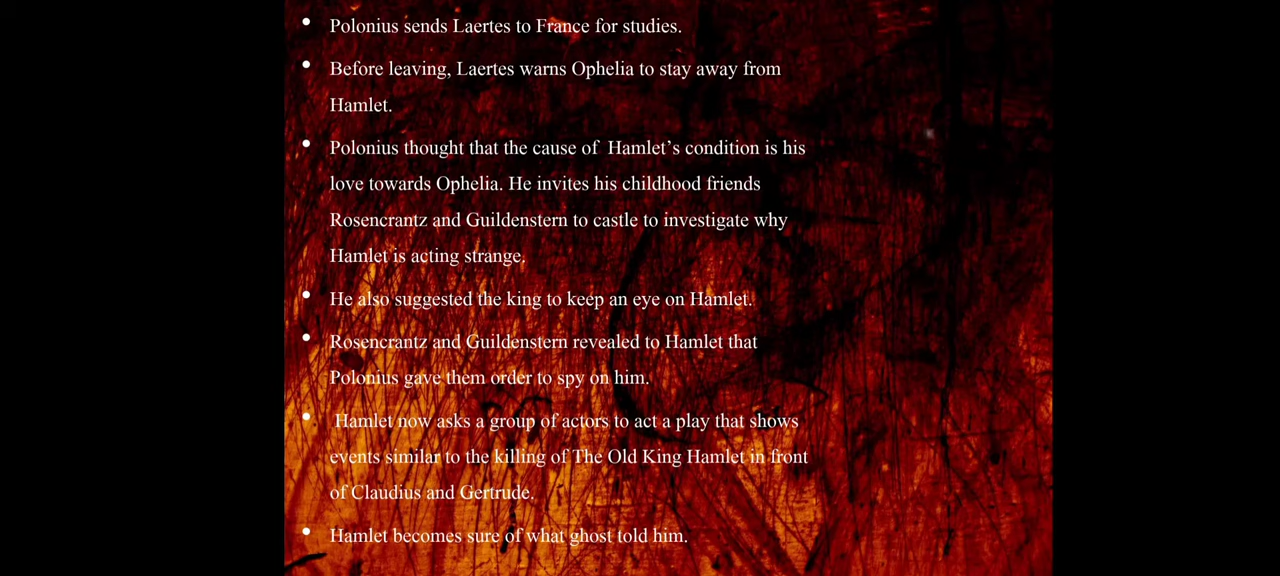 • Polonius sends Laertes to France for studies.
• Before leaving, Laertes warns Ophelia to stay away from
Hamlet.
• Polonius thought that the cause of  Hamlet’s condition is his
love towards Ophelia. He invites his childhood friends
Rosencrantz and Guildenstern to castle to investigate why
Hamlet is acting strange.
• He also suggested the king to keep an eye on Hamlet.
• Rosencrantz and Guildenstern revealed to Hamlet that
Polonius gave them order to spy on him.
• Hamlet now asks a group of actors to act a play that shows
events similar to the killing of The Old King Hamlet in front
of Claudius and Gertrude.
• Hamlet becomes sure of what ghost told him.